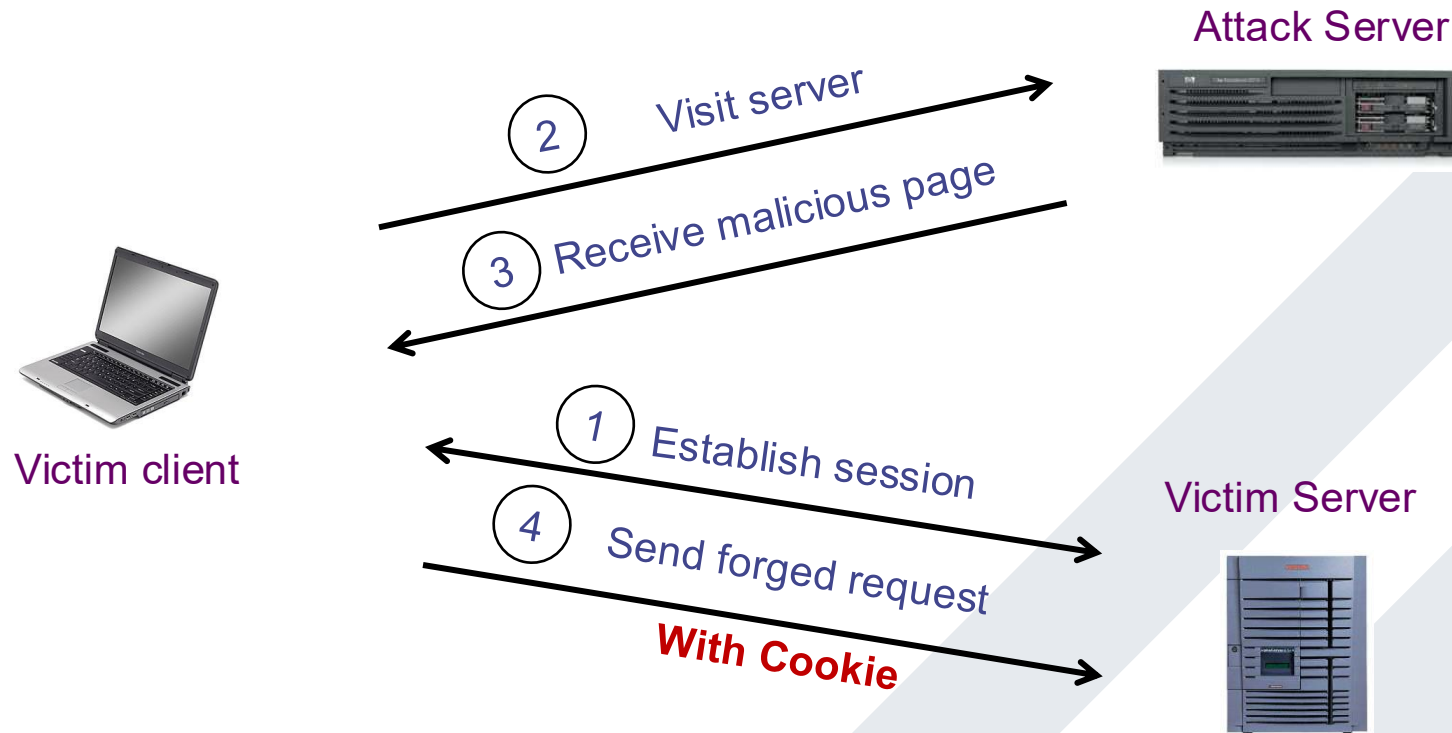 Attack Server
2 Visit server
3 Receive malicious page
1 Establish session
Victim client
4 Send forged request
With Cookie
Victim Server